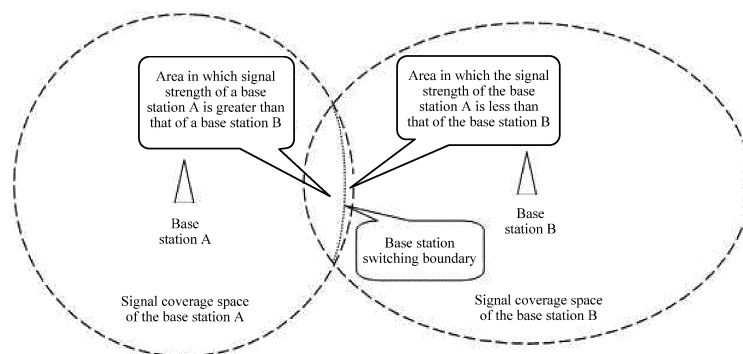 Area in which signal
strength of a base
station A is greater than
that of a base station B
Area in which the signal
strength of the base
station A is less than
that of the base station B
Base
station A
Base
station B
Base station
switching boundary
Signal coverage space
of the base station A
Signal coverage space
of the base station B